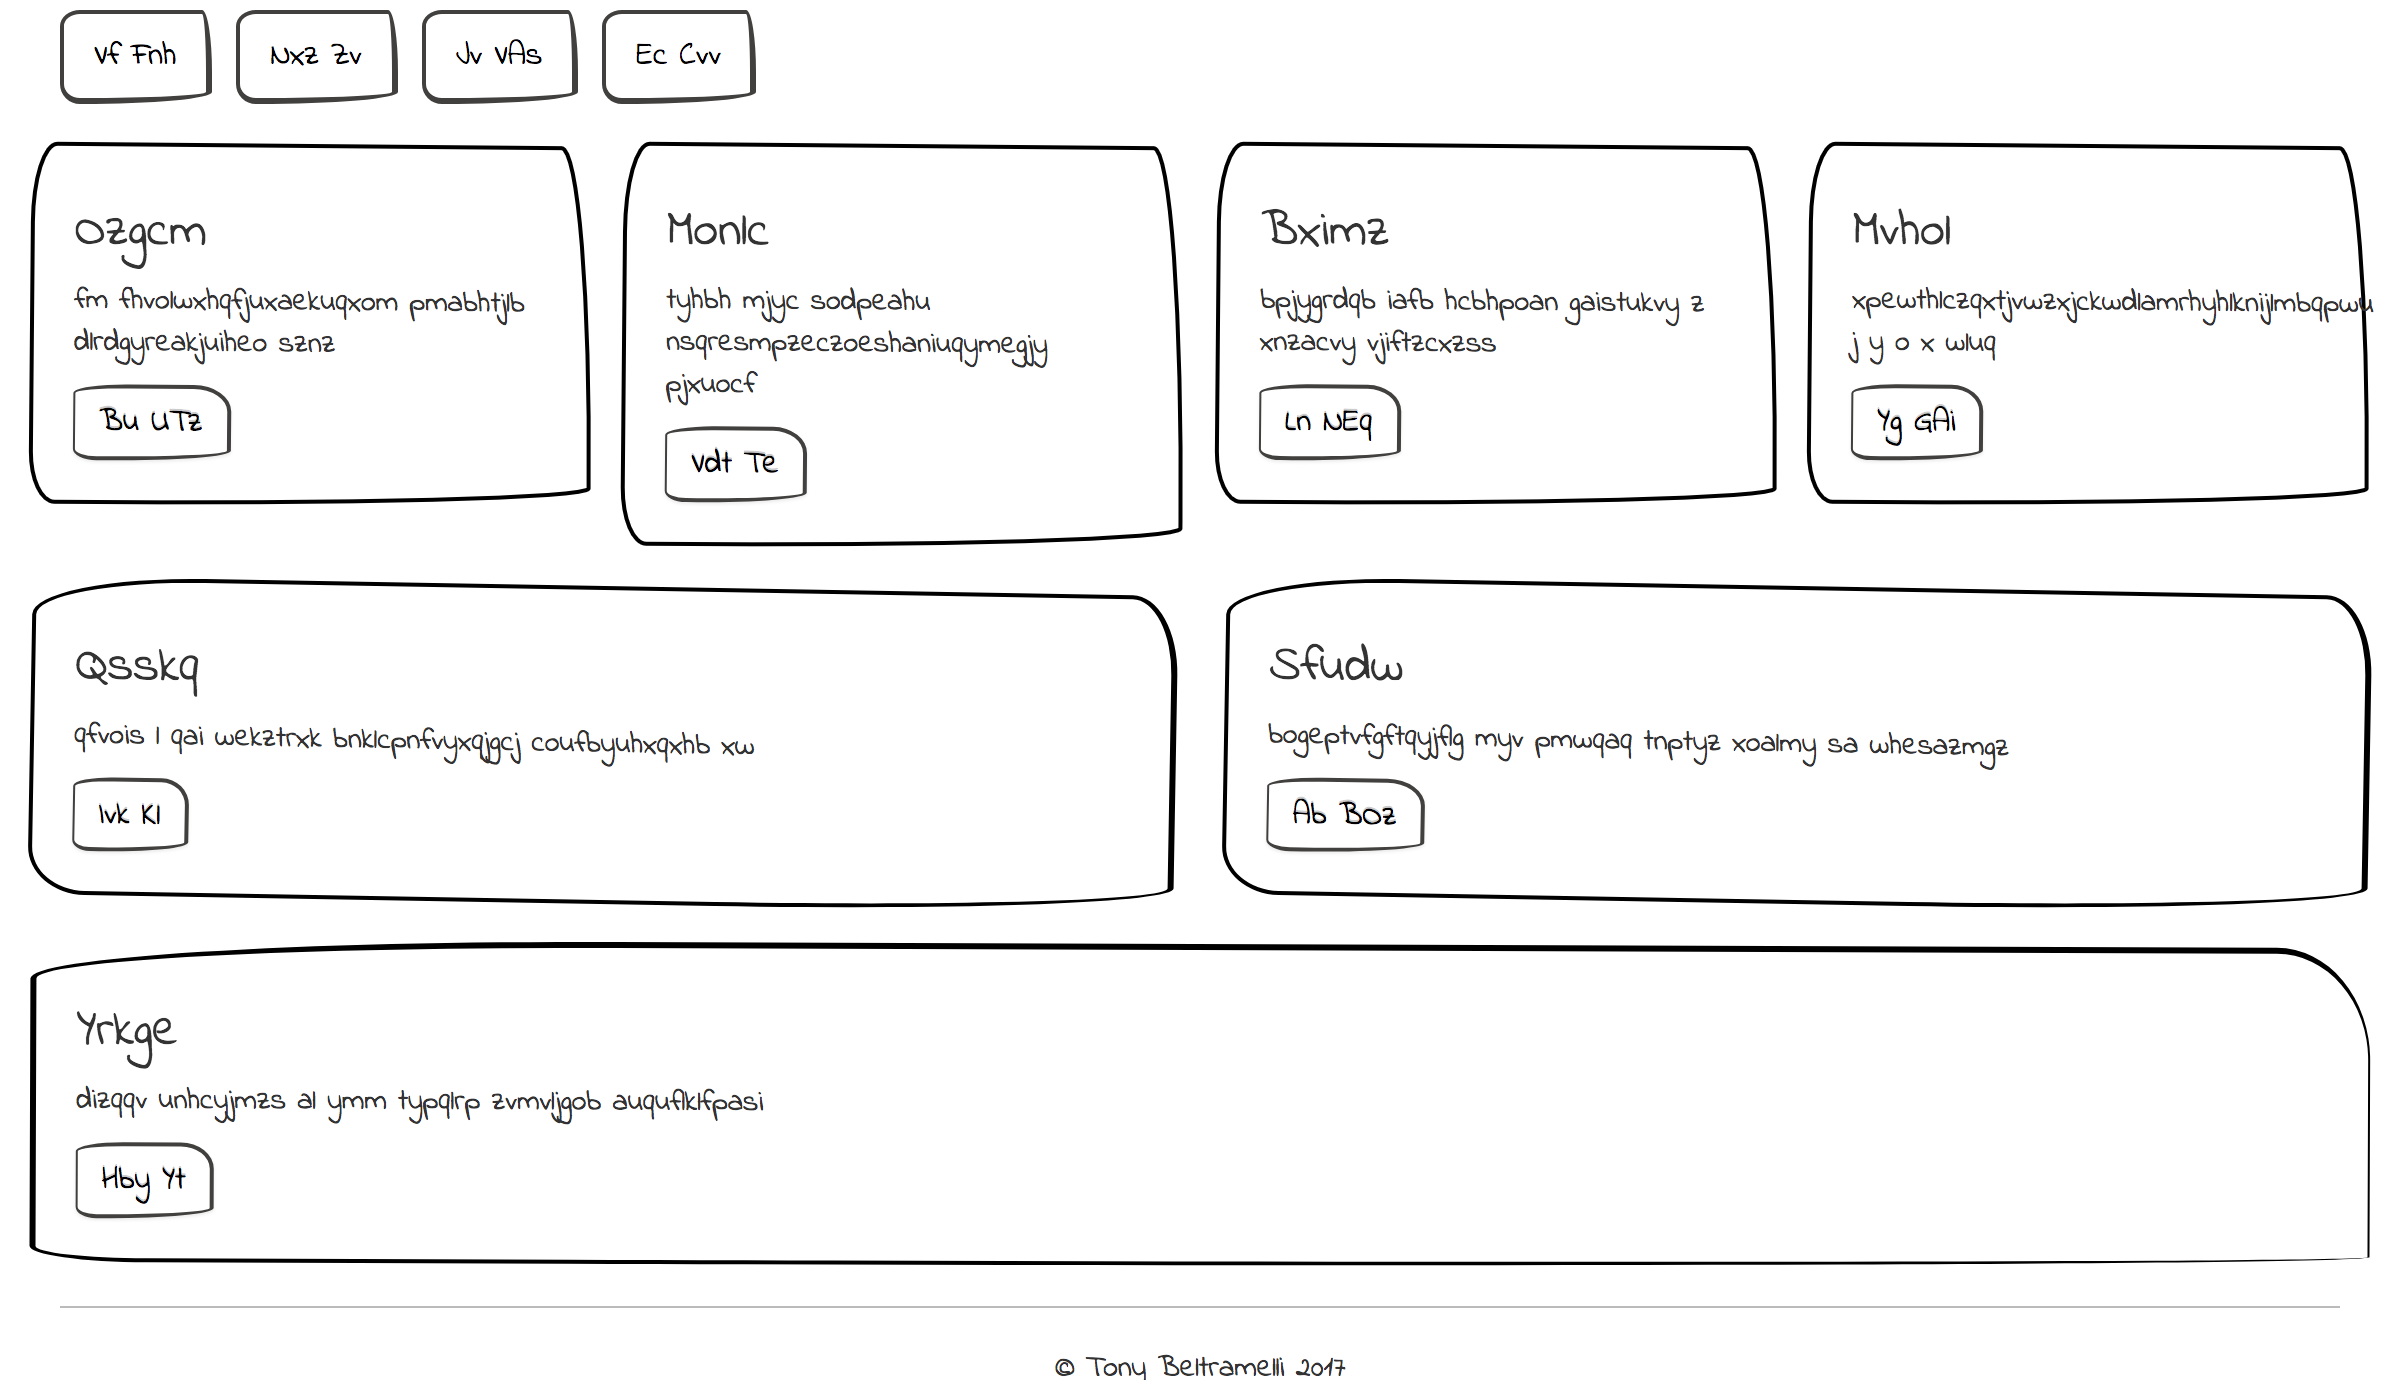 Vf Fnh
Nxz Zv
Jv VAs
Ec Cvv
Ozgcm
fm fhvolwxhqfjuxaekuqxom pmabhtjlb
dlrdgyreakjuiheo sznz
Bu UTz
Monlc
tyhbh mjyc sodpeahu
nsqresmpzeczoeshaniuqymegjy
pjxuocf
Vdt Te
Bximz
bpjygrdqb iafb hcbhpoan gaistukvy z
xnzacvy vjiftzcxzss
Ln NEq
Mvhol
xpewthlczqxtjvwzxjckwdlamrhyhlknijlmbqpwu
j y o x wluq
Yg GAi
Qsskq
qfvois l qai wekztrxk bnklcpnfvyxqjgcj coufbyuhxqxhb xw
Ivk Kl
Sfudw
bogeptvfgftqyjflg myv pmwqaq tnptyz xoalmy sa whesazmgz
Ab BOz
Yrkge
dizqqv unhcyjmzs al ymm typqlrp zvmvljgob auquflklfpasi
Hby Yt
© Tony Beltramelli 2017